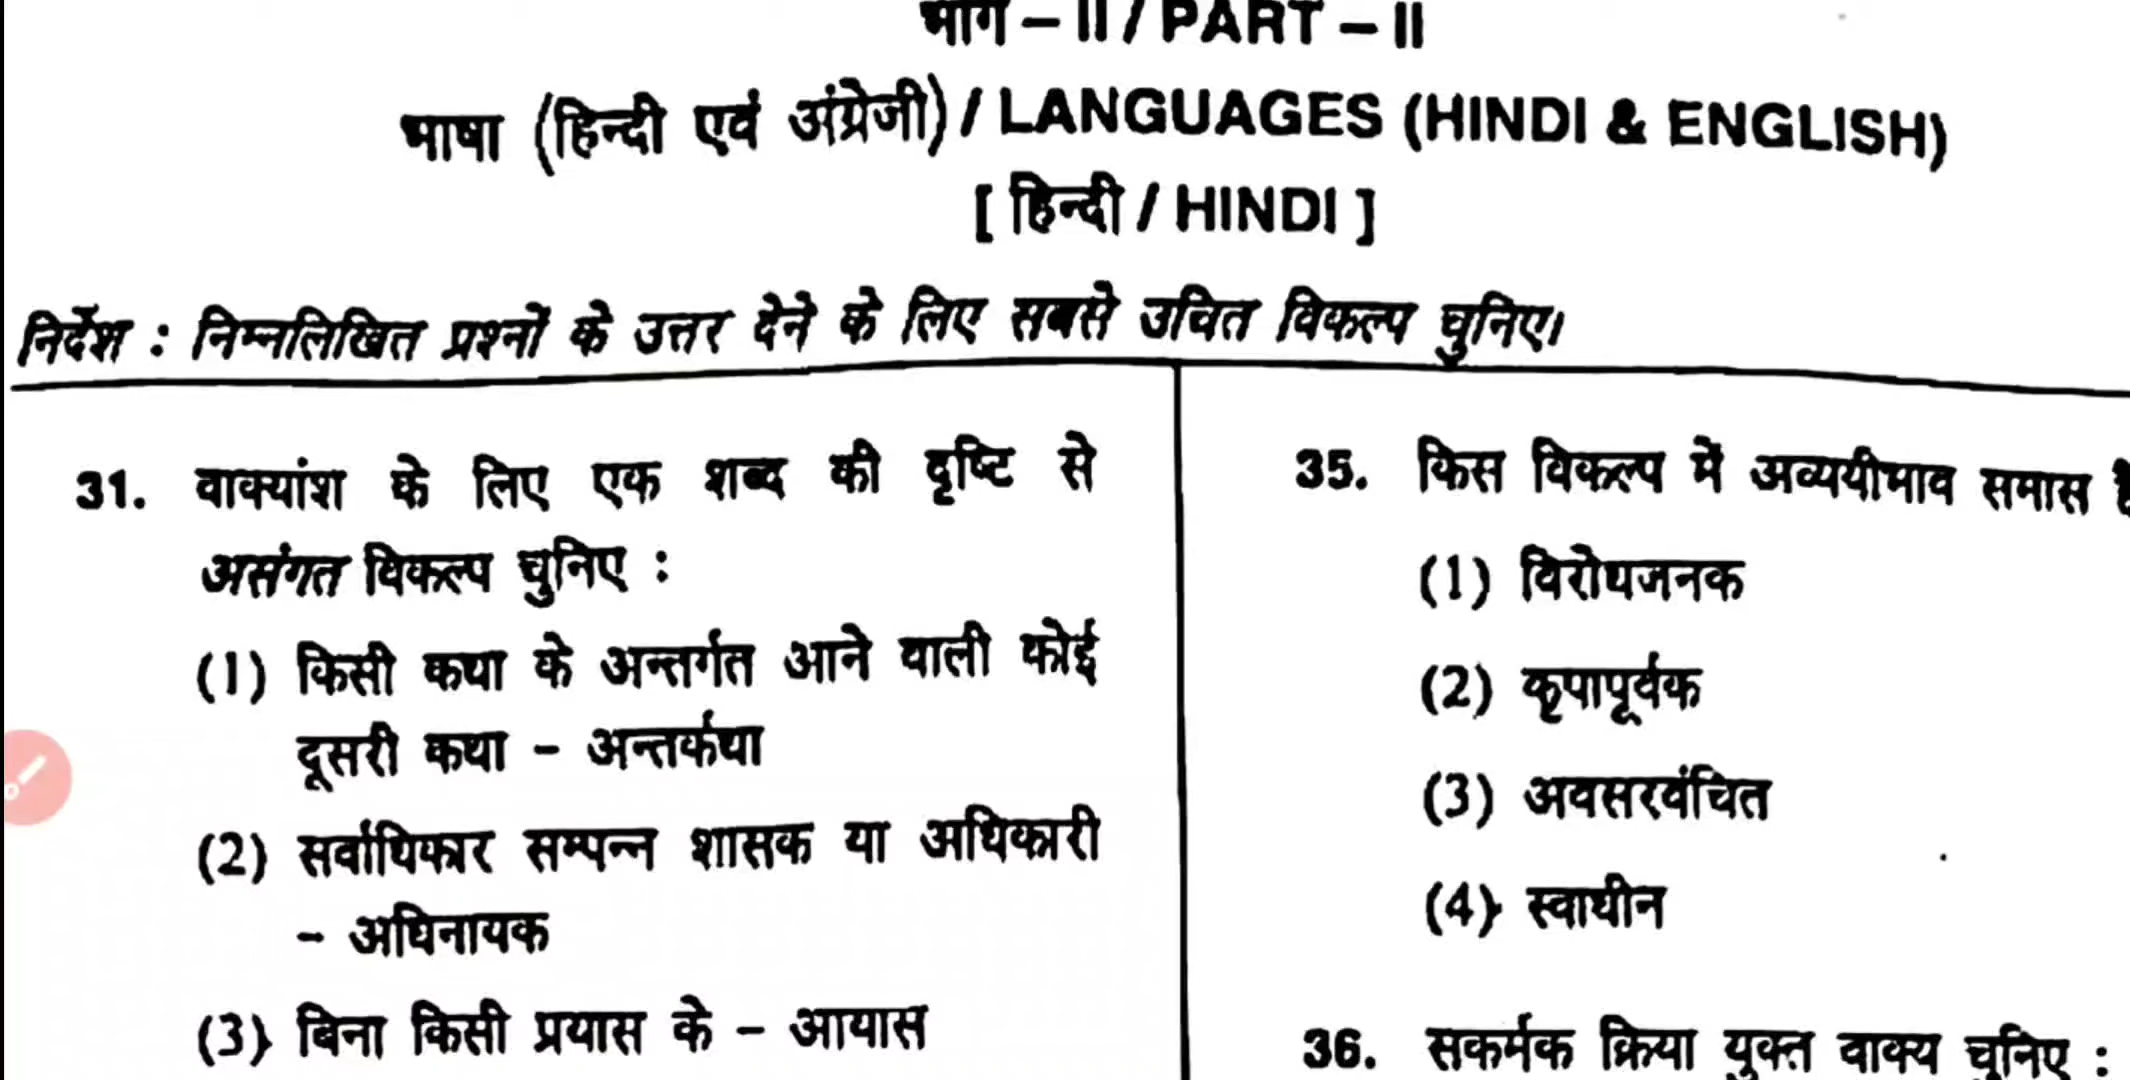 भाग – II / PART – II
भाषा (हिन्दी एवं अंग्रेजी) / LANGUAGES (HINDI & ENGLISH)
[ हिन्दी / HINDI ]
निर्देश : निम्नलिखित प्रश्नों के उत्तर देने के लिए सबसे उचित विकल्प चुनिए।
31. वाक्यांश के लिए एक शब्द की दृष्टि से
असंगत विकल्प चुनिए :
(1) किसी कथा के अन्तर्गत आने वाली कोई
दूसरी कथा – अन्तर्कथा
(2) सर्वाधिकार सम्पन्न शासक या अधिकारी
– अधिनायक
(3) बिना किसी प्रयास के – आयास
35. किस विकल्प में अव्ययीभाव समास
(1) विरोधजनक
(2) कृपापूर्वक
(3) अवसरवंचित
(4) स्वाधीन
36. सकर्मक क्रिया युक्त वाक्य चुनिए :